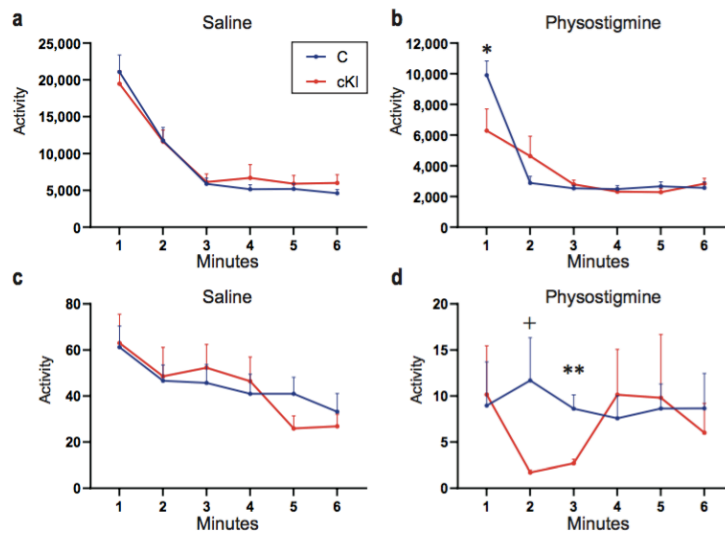 a
Saline
Activity
25,000
20,000
15,000
10,000
5,000
0
1 2 3 4 5 6
Minutes
C
cKI
b
Physostigmine
Activity
12,000
10,000
8,000
6,000
4,000
2,000
0
*
1 2 3 4 5 6
Minutes
c
Saline
Activity
80
60
40
20
0
1 2 3 4 5 6
Minutes
d
Physostigmine
Activity
20
15
10
5
0
+
**
1 2 3 4 5 6
Minutes